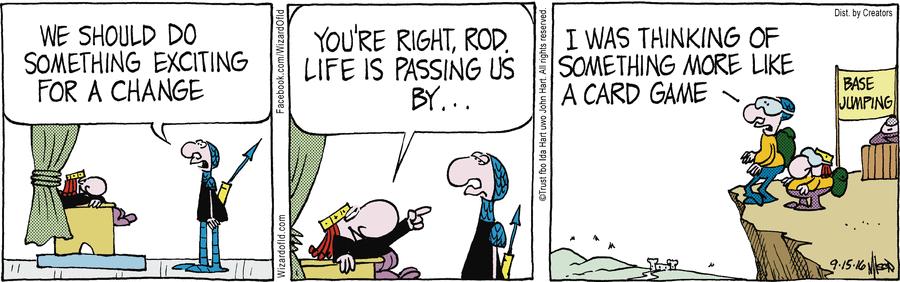 WE SHOULD DO
SOMETHING EXCITING
FOR A CHANGE
Facebook.com/WizardOfId
Wizardofid.com
YOU'RE RIGHT, ROD.
LIFE IS PASSING US
BY...
©Trust fbo Ida Hart uwo John Hart. All rights reserved.
I WAS THINKING OF
SOMETHING MORE LIKE
A CARD GAME
Dist. by Creators
BASE
JUMPING
9-15-16